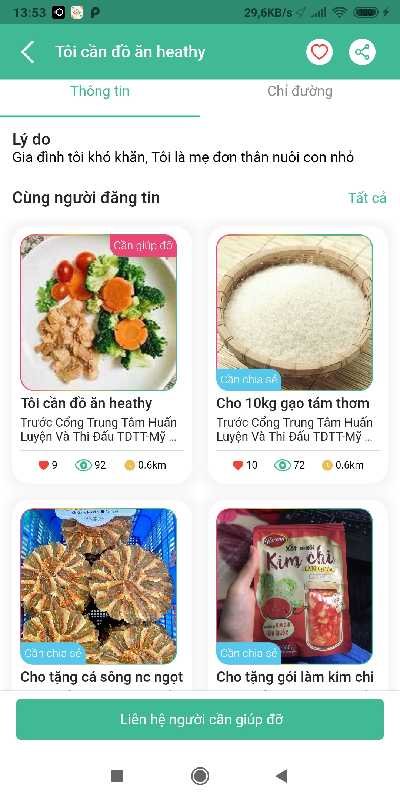 13:53
29,6KB/s
Tôi cần đồ ăn heathy
Thông tin
Chỉ đường
Lý do
Gia đình tôi khó khăn, Tôi là mẹ đơn thân nuôi con nhỏ
Cùng người đăng tin
Tất cả
Cần giúp đỡ
Tôi cần đồ ăn heathy
Trước Cổng Trung Tâm Huấn
Luyện Và Thi Đấu TDTT-Mỹ ...
9
92
0.6km
Cần chia sẻ
Cho 10kg gạo tám thơm
Trước Cổng Trung Tâm Huấn
Luyện Và Thi Đấu TDTT-Mỹ ...
10
72
0.6km
Cần chia sẻ
Cho tặng cá sông nc ngọt
Kim chi
Cần chia sẻ
Cho tặng gói làm kim chi
Liên hệ người cần giúp đỡ